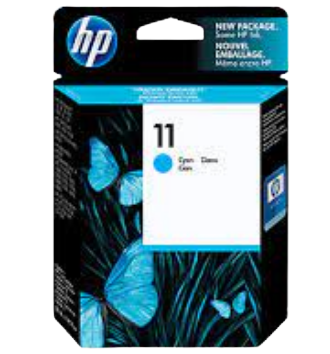 hp
NEW PACKAGE.
Same HP Ink.
NOUVEL
EMBALLAGE.
Même encre HP.
11
Cyan